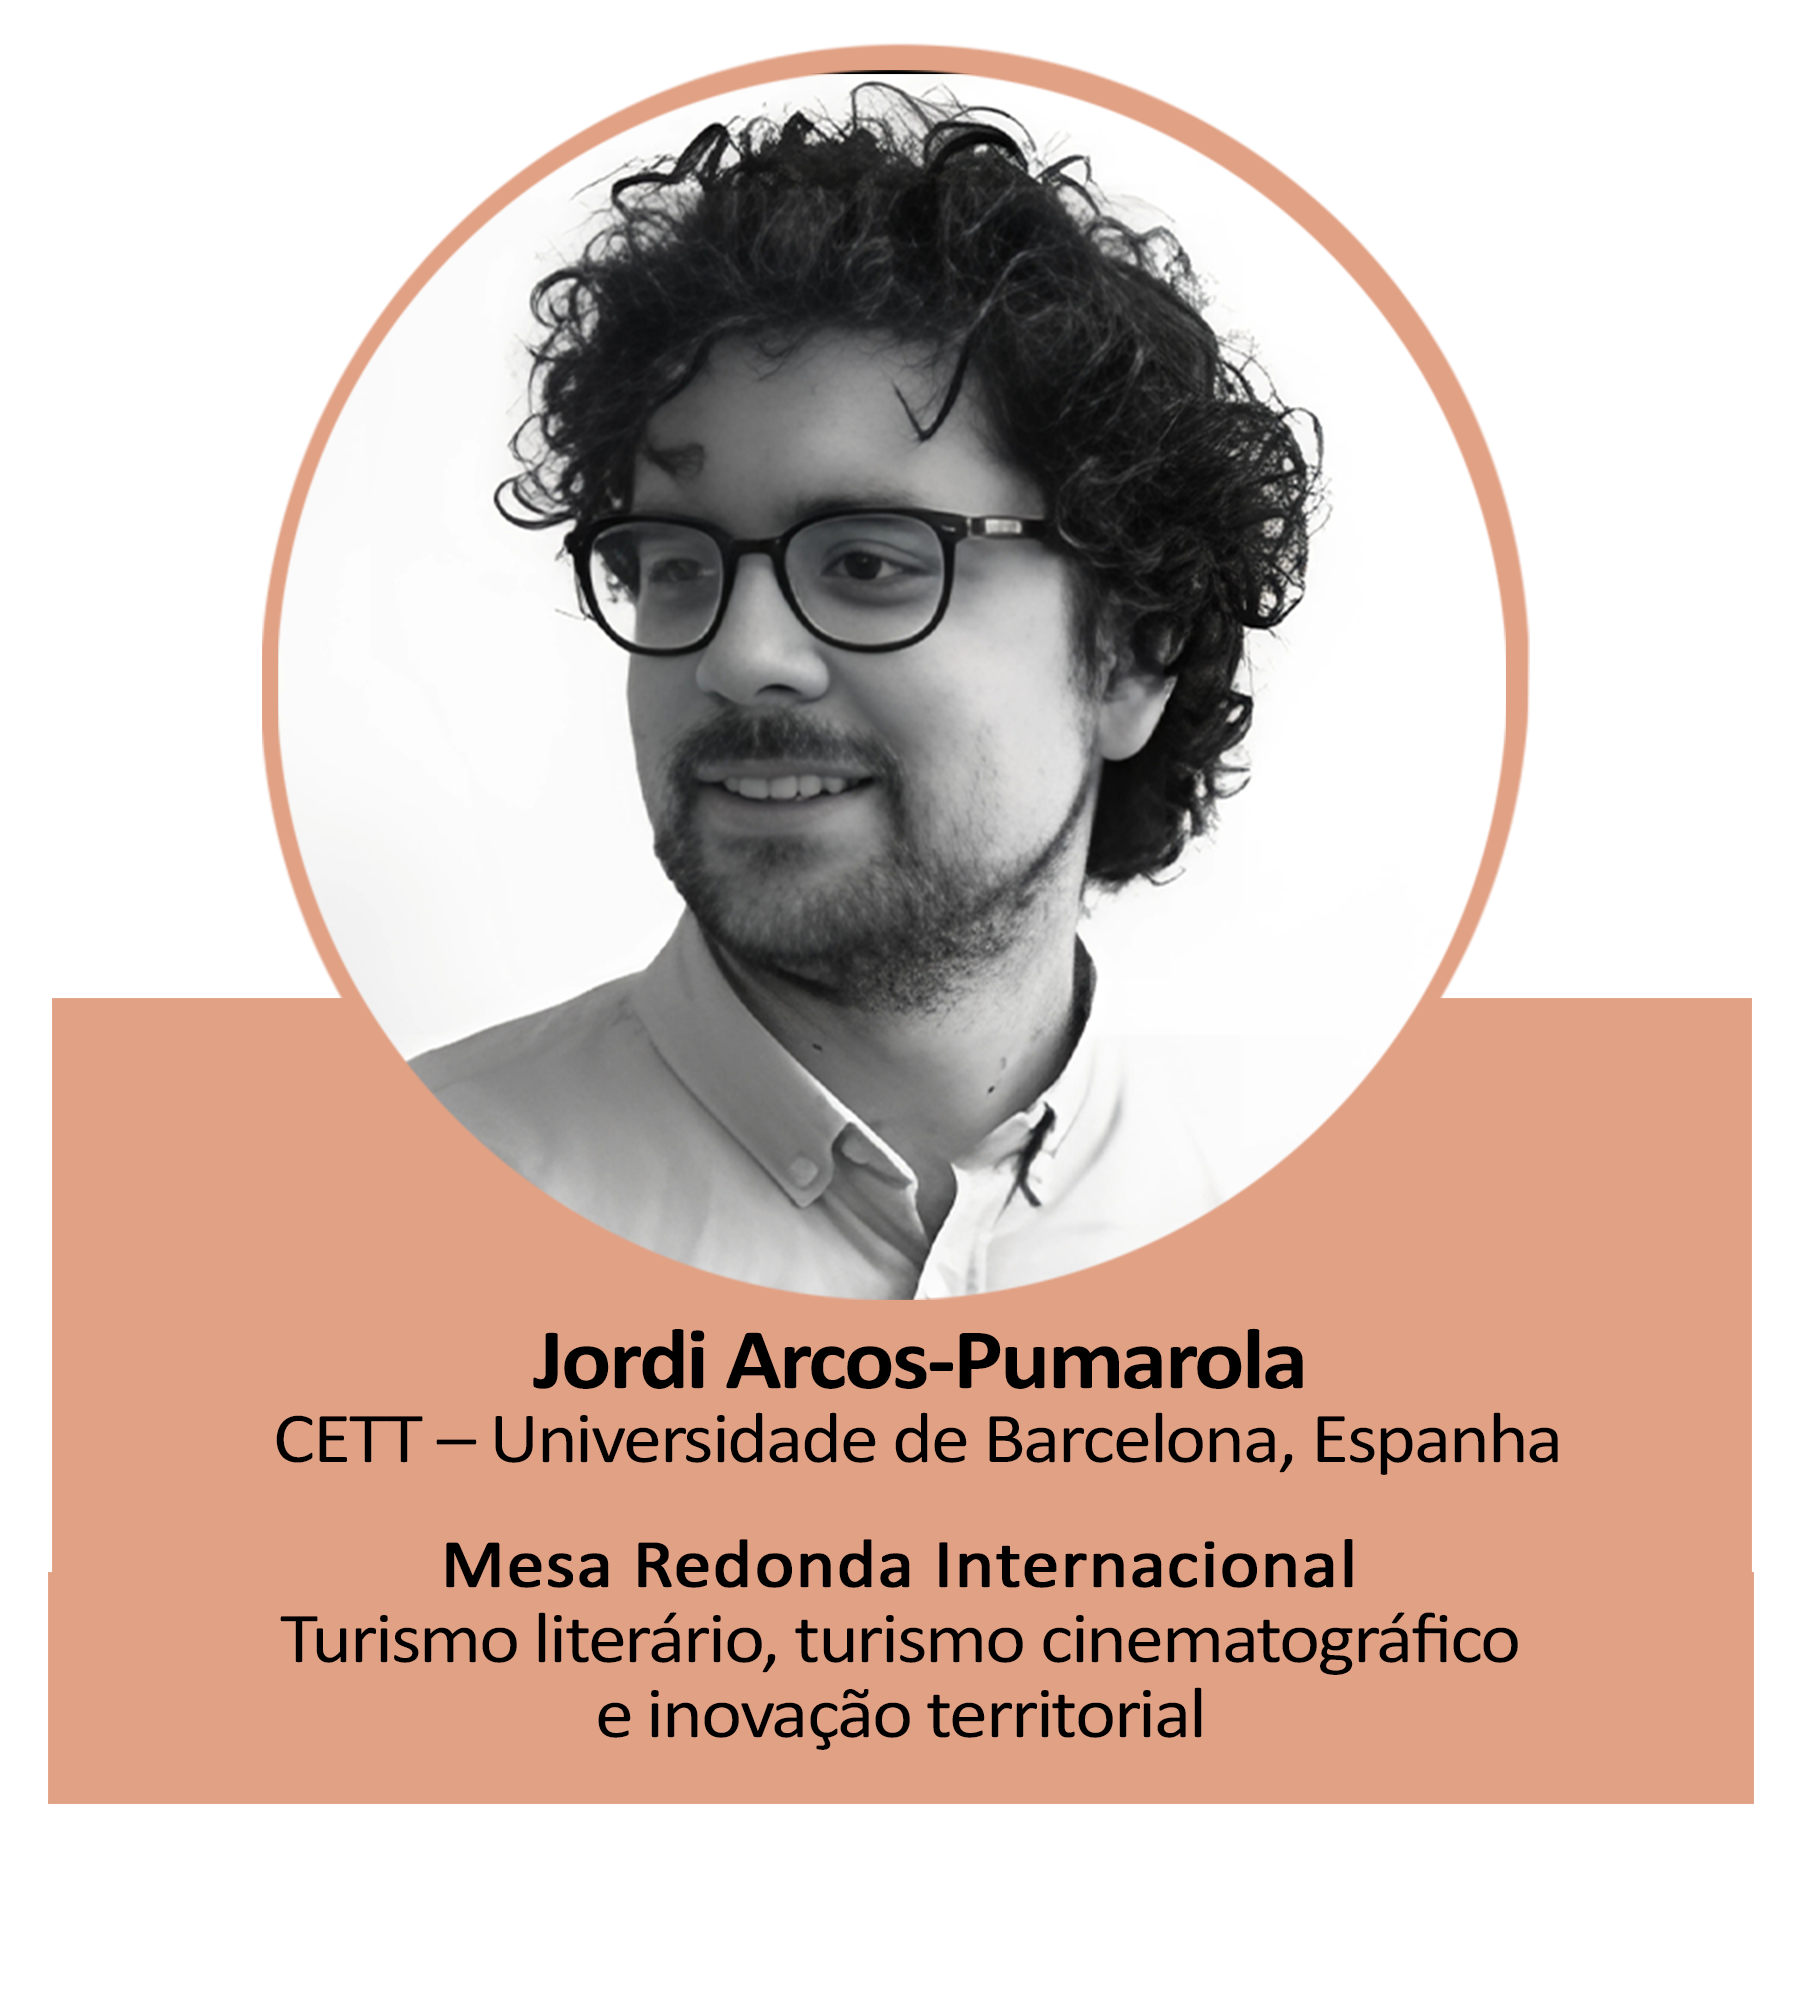 Jordi Arcos-Pumarola
CETT – Universidade de Barcelona, Espanha
Mesa Redonda Internacional
Turismo literário, turismo cinematográfico
e inovação territorial